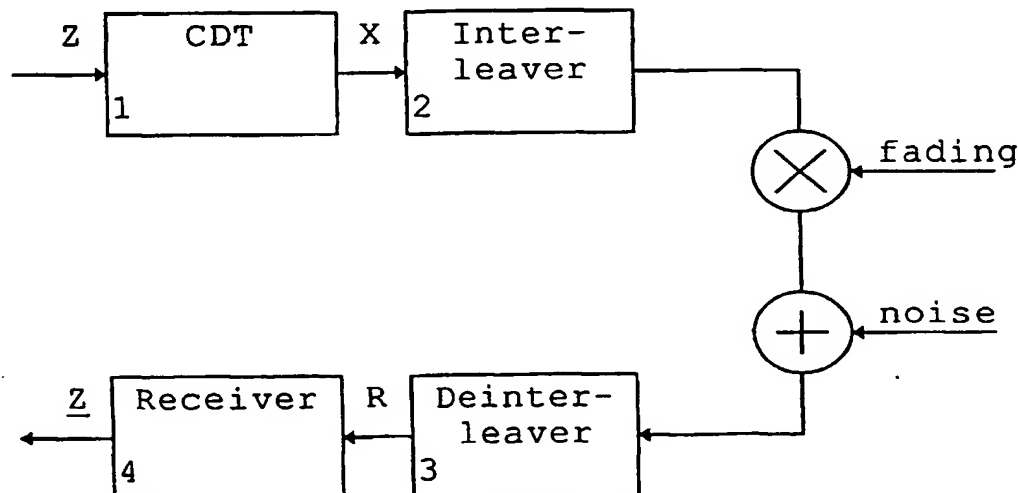 Z
CDT
1
X
Inter-
leaver
2
fading
noise
Z
Receiver
4
R
Deinter-
leaver
3